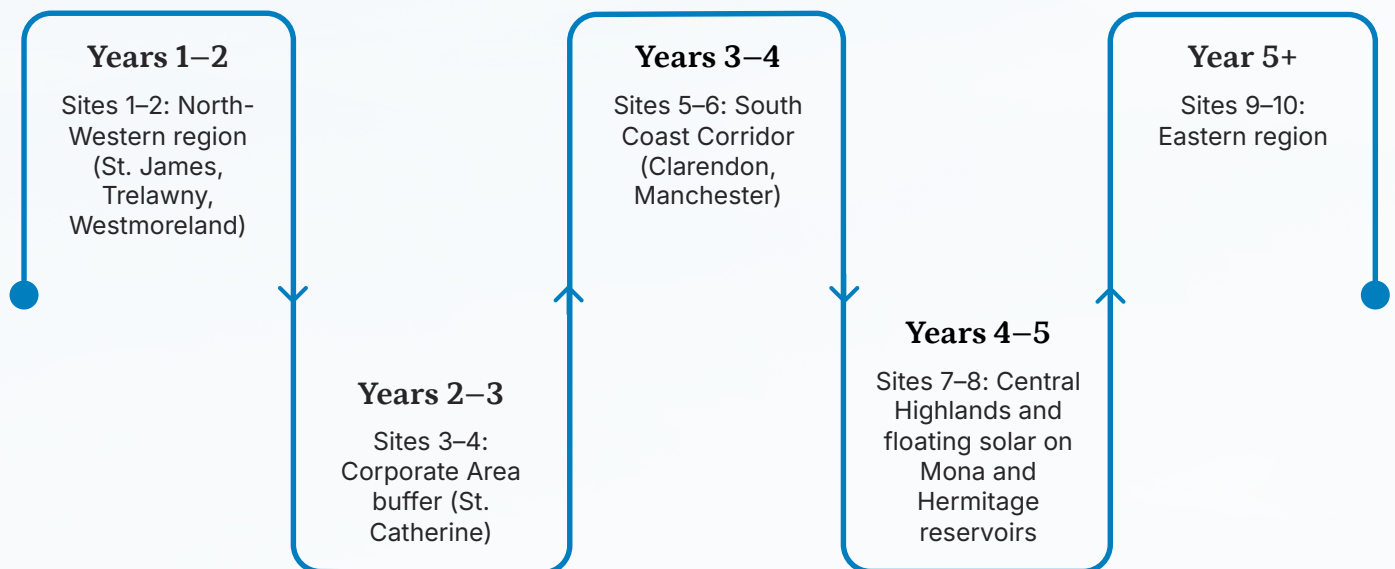 Years 1–2
Sites 1–2: North-
Western region
(St. James,
Trelawny,
Westmoreland)
Years 2–3
Sites 3–4:
Corporate Area
buffer (St.
Catherine)
Years 3–4
Sites 5–6: South
Coast Corridor
(Clarendon,
Manchester)
Years 4–5
Sites 7–8: Central
Highlands and
floating solar on
Mona and
Hermitage
reservoirs
Year 5+
Sites 9–10:
Eastern region